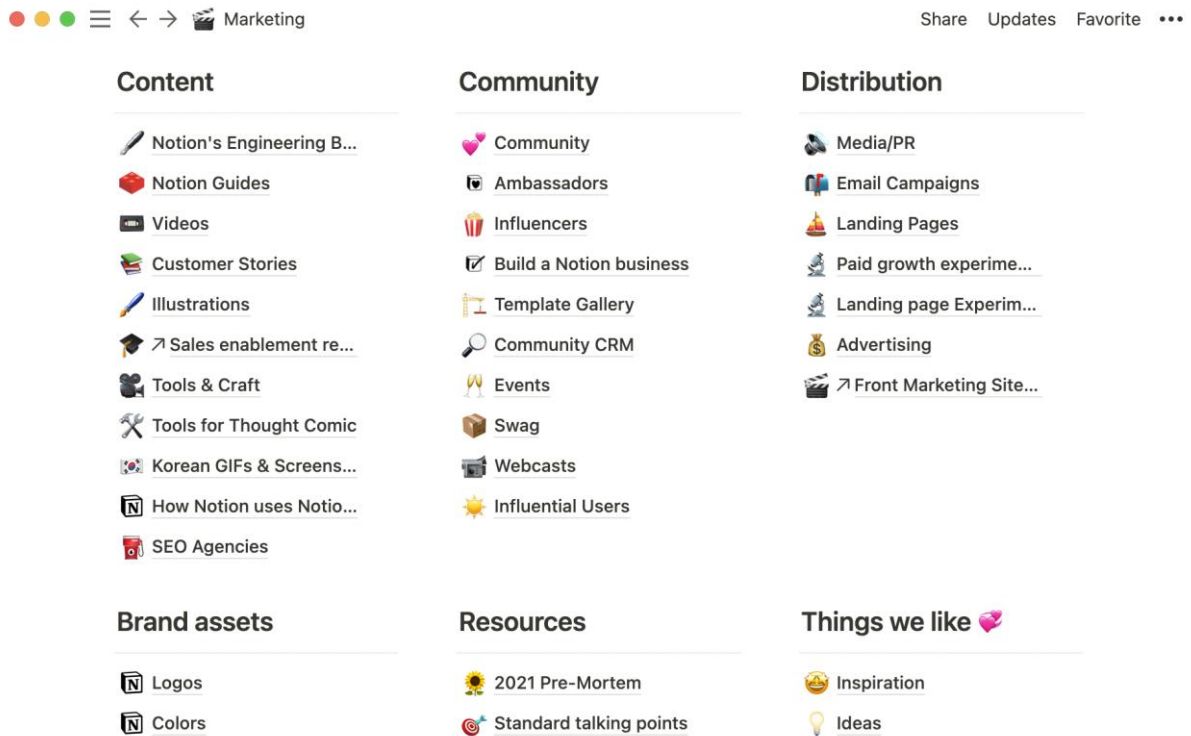 Marketing
Share Updates Favorite •••
Content
Notion's Engineering B...
Notion Guides
Videos
Customer Stories
Illustrations
↗ Sales enablement re...
Tools & Craft
Tools for Thought Comic
Korean GIFs & Screens...
How Notion uses Notio...
SEO Agencies
Community
Community
Ambassadors
Influencers
Build a Notion business
Template Gallery
Community CRM
Events
Swag
Webcasts
Influential Users
Distribution
Media/PR
Email Campaigns
Landing Pages
Paid growth experime...
Landing page Experim...
Advertising
↗ Front Marketing Site...
Brand assets
Logos
Colors
Resources
2021 Pre-Mortem
Standard talking points
Things we like 💞
Inspiration
Ideas